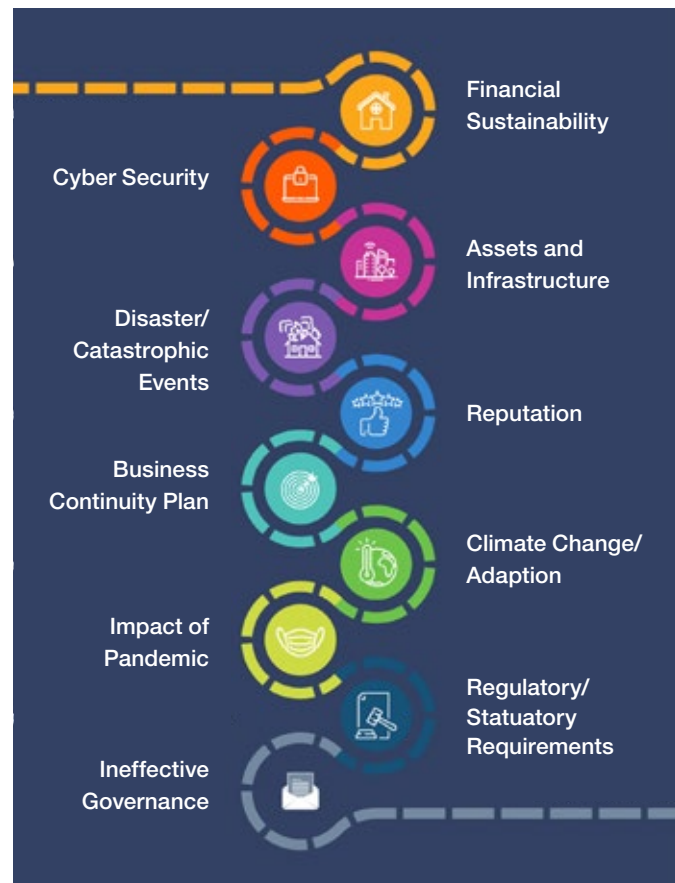 Financial
Sustainability
Cyber Security
Assets and
Infrastructure
Disaster/
Catastrophic
Events
Reputation
Business
Continuity Plan
Climate Change/
Adaption
Impact of
Pandemic
Regulatory/
Statuatory
Requirements
Ineffective
Governance